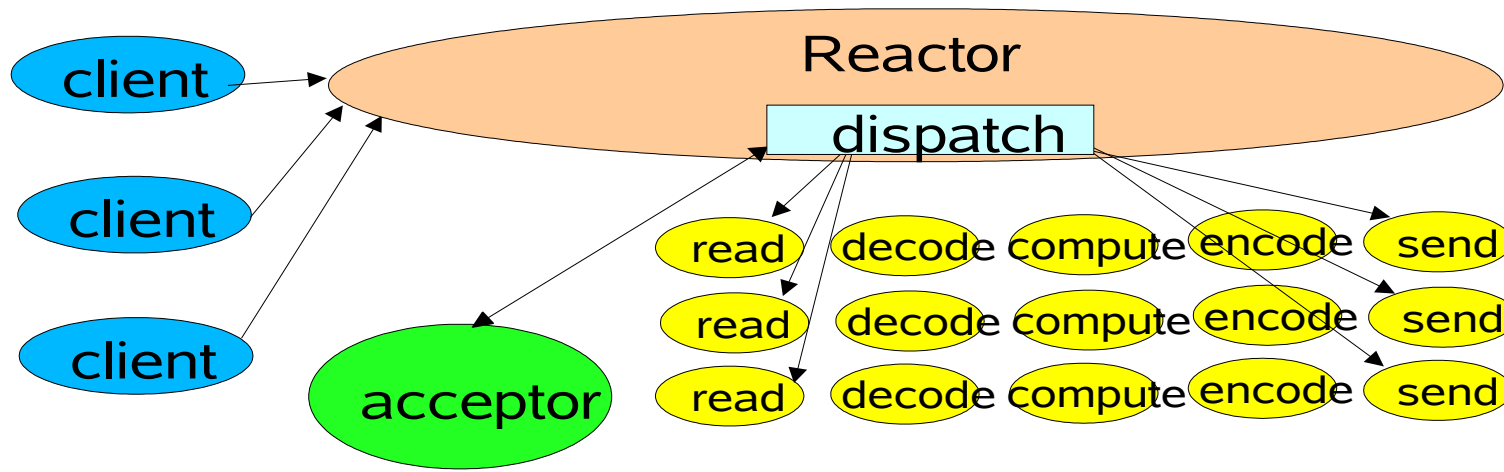 Reactor
client
dispatch
client
read decode compute encode send
read decode compute encode send
client
acceptor
read decode compute encode send